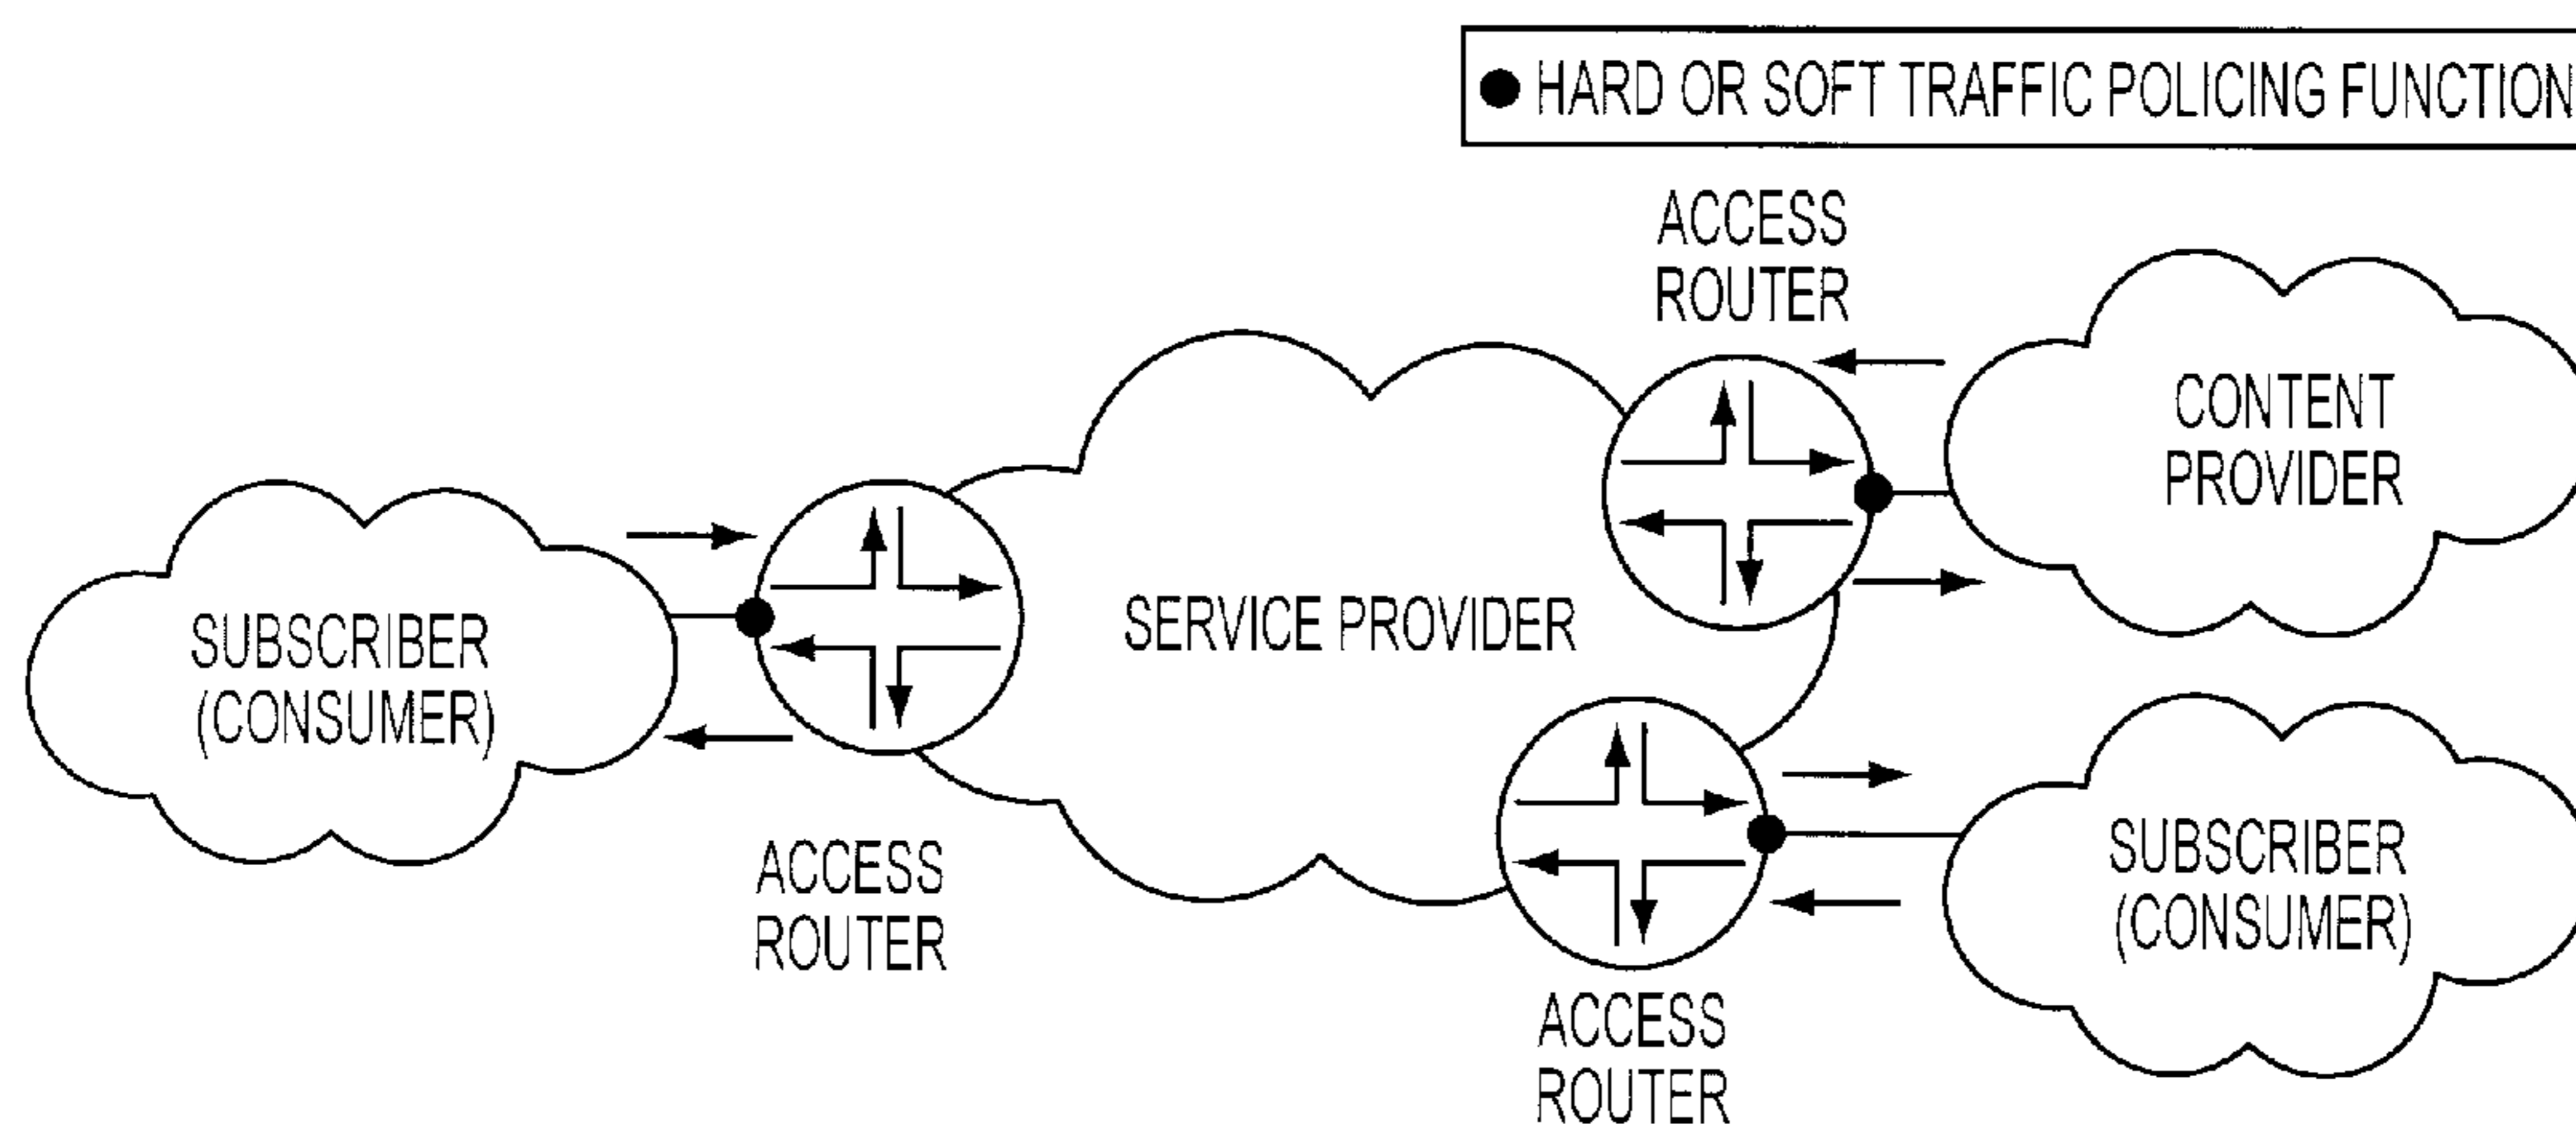 ● HARD OR SOFT TRAFFIC POLICING FUNCTION
ACCESS
ROUTER
CONTENT
PROVIDER
SERVICE PROVIDER
SUBSCRIBER
(CONSUMER)
ACCESS
ROUTER
SUBSCRIBER
(CONSUMER)
ACCESS
ROUTER